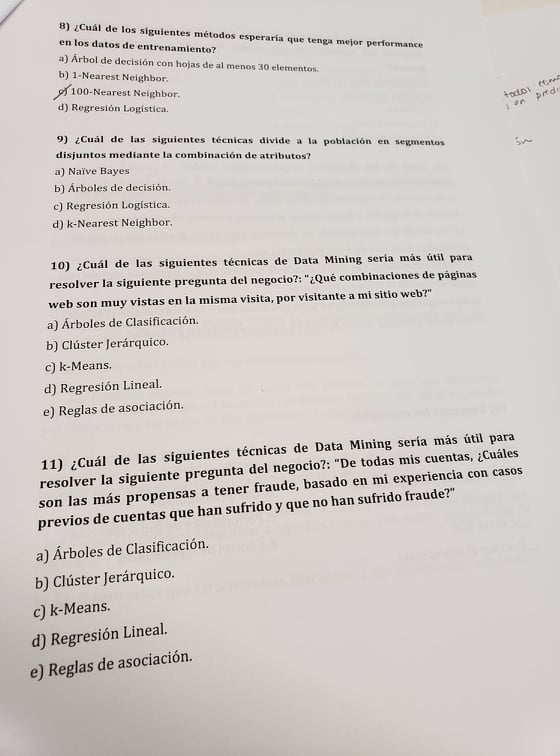 8) ¿Cuál de los siguientes métodos esperaría que tenga mejor performance
en los datos de entrenamiento?
a) Árbol de decisión con hojas de al menos 30 elementos.
b) 1-Nearest Neighbor.
c) 100-Nearest Neighbor.
d) Regresión Logística.
9) ¿Cuál de las siguientes técnicas divide a la población en segmentos
disjuntos mediante la combinación de atributos?
a) Naïve Bayes
b) Árboles de decisión.
c) Regresión Logística.
d) k-Nearest Neighbor.
10) ¿Cuál de las siguientes técnicas de Data Mining sería más útil para
resolver la siguiente pregunta del negocio?: "¿Qué combinaciones de páginas
web son muy vistas en la misma visita, por visitante a mi sitio web?"
a) Árboles de Clasificación.
b) Clúster Jerárquico.
c) k-Means.
d) Regresión Lineal.
e) Reglas de asociación.
11) ¿Cuál de las siguientes técnicas de Data Mining sería más útil para
resolver la siguiente pregunta del negocio?: "De todas mis cuentas, ¿Cuáles
son las más propensas a tener fraude, basado en mi experiencia con casos
previos de cuentas que han sufrido y que no han sufrido fraude?"
a) Árboles de Clasificación.
b) Clúster Jerárquico.
c) k-Means.
d) Regresión Lineal.
e) Reglas de asociación.